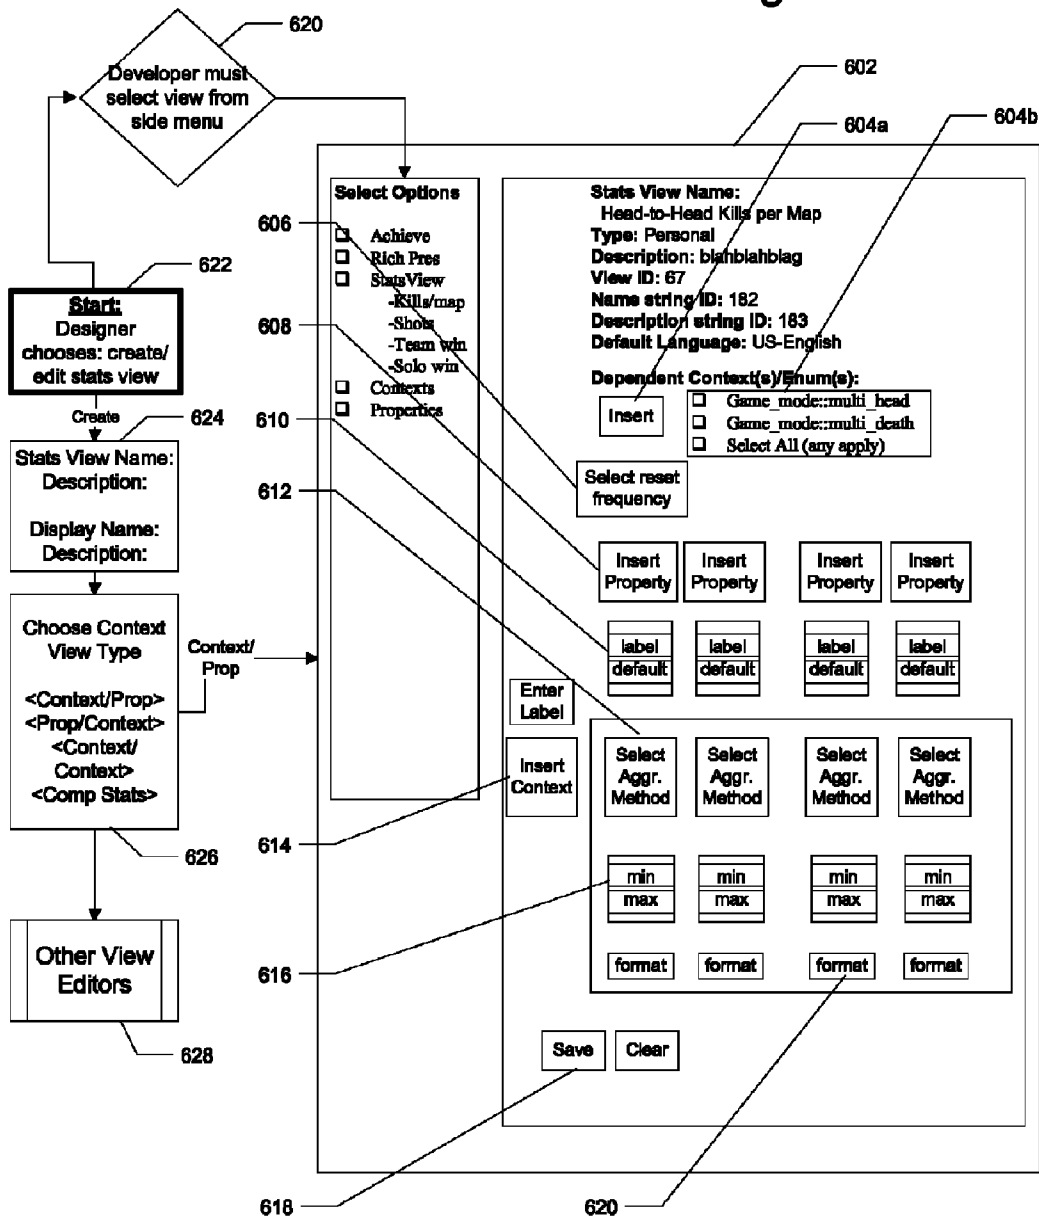 620
Developer must
select view from
side menu
602
604a
604b
Select Options
Achieve
Rich Pres
StatsView
-Kills/map
-Shots
-Team win
-Solo win
Contexts
Properties
Stats View Name:
Head-to-Head Kills per Map
Type: Personal
Description: blahblahblag
View ID: 67
Name string ID: 182
Description string ID: 183
Default Language: US-English
Dependent Context(s)/Enum(s):
Insert
Game_mode::multi_head
Game_mode::multi_death
Select All (any apply)
606
622
Start:
Designer
chooses: create/
edit stats view
608
Create
610
624
Stats View Name:
Description:
Display Name:
Description:
612
Select reset
frequency
Insert
Property
Insert
Property
Insert
Property
Insert
Property
Choose Context
View Type
<Context/Prop>
<Prop/Context>
<Context/
Context>
<Comp Stats>
Context/
Prop
label
default
label
default
label
default
label
default
Enter
Label
Insert
Context
Select
Aggr.
Method
Select
Aggr.
Method
Select
Aggr.
Method
Select
Aggr.
Method
614
626
min
max
min
max
min
max
min
max
Other View
Editors
616
format
format
format
format
628
Save
Clear
618
620